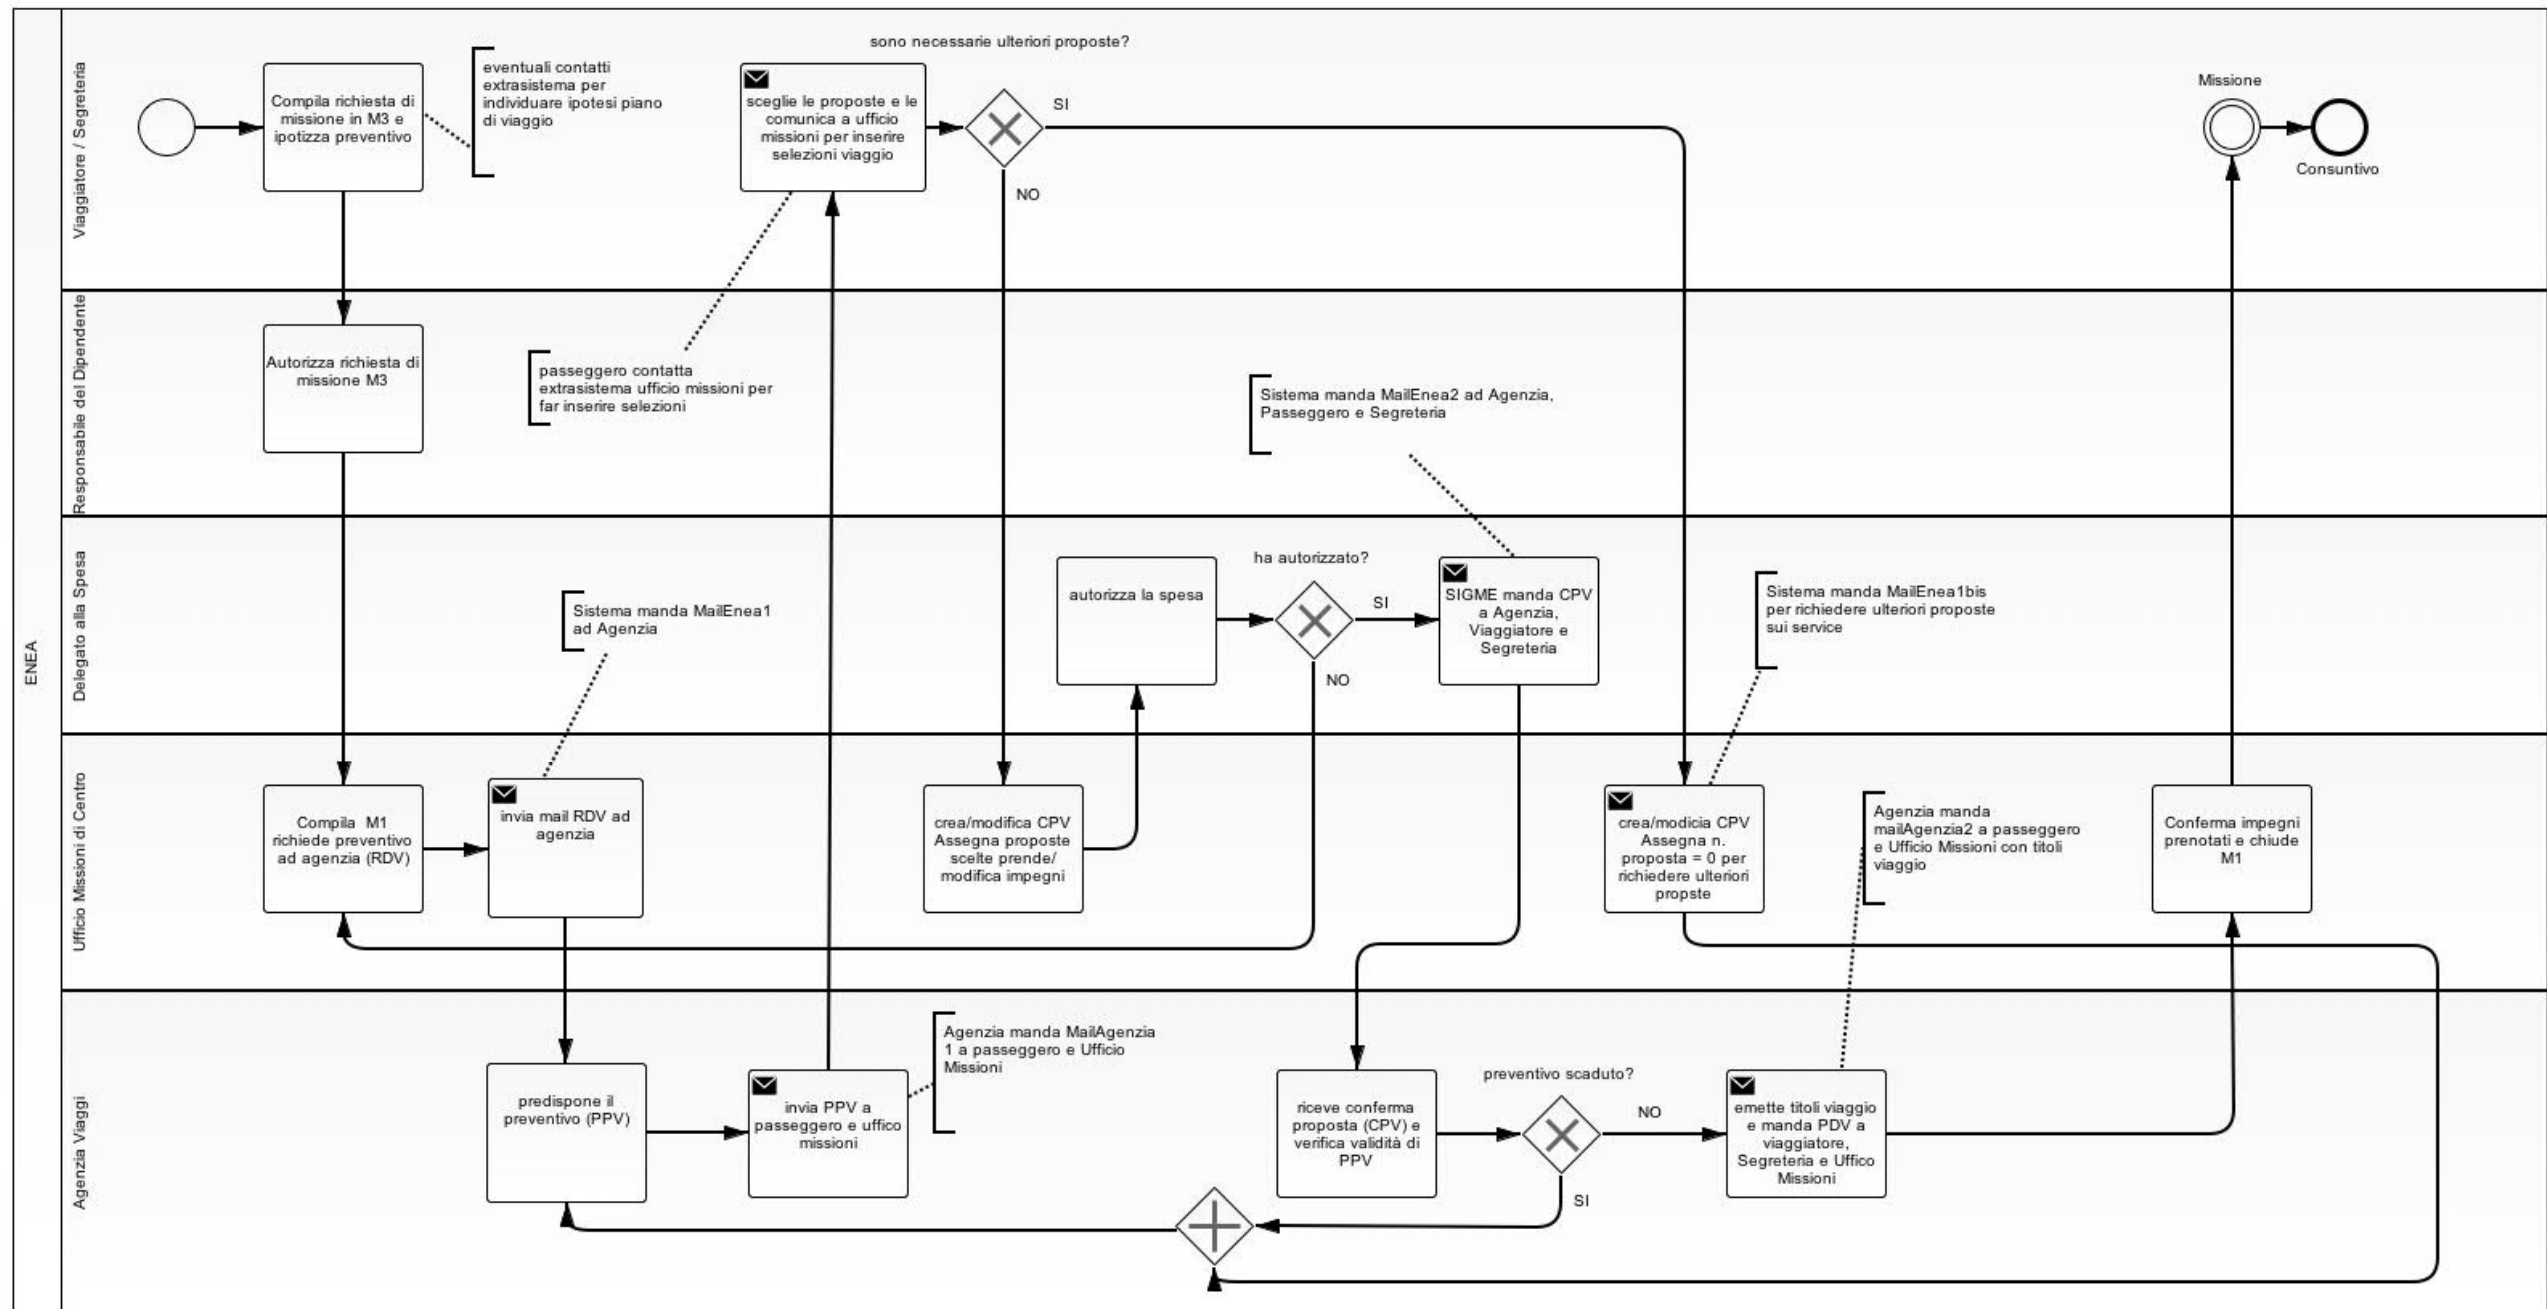 ENEA
Viaggiatore / Segreteria
Compila richiesta di
missione in M3 e
ipotizza preventivo
eventuali contatti
extrasistema per
individuare ipotesi piano
di viaggio
sceglie le proposte e le
comunica a ufficio
missioni per inserire
selezioni viaggio
sono necessarie ulteriori proposte?
SI
NO
Missione
Consuntivo
Responsabile del Dipendente
Autorizza richiesta di
missione M3
passeggero contatta
extrasistema ufficio missioni per
far inserire selezioni
Sistema manda MailEnea2 ad Agenzia,
Passeggero e Segreteria
Delegato alla Spesa
Sistema manda MailEnea1
ad Agenzia
autorizza la spesa
ha autorizzato?
SI
NO
SIGME manda CPV
a Agenzia,
Viaggiatore e
Segreteria
Sistema manda MailEnea1bis
per richiedere ulteriori proposte
sui service
Ufficio Missioni di Centro
Compila M1
richiede preventivo
ad agenzia (RDV)
invia mail RDV ad
agenzia
crea/modifica CPV
Assegna proposte
scelte prende/
modifica impegni
crea/modicia CPV
Assegna n.
proposta = 0 per
richiedere ulteriori
propste
Agenzia manda
mailAgenzia2 a passeggero
e Ufficio Missioni con titoli
viaggio
Conferma impegni
prenotati e chiude
M1
Agenzia Viaggi
predispone il
preventivo (PPV)
invia PPV a
passeggero e uffico
missioni
Agenzia manda MailAgenzia
1 a passeggero e Ufficio
Missioni
riceve conferma
proposta (CPV) e
verifica validità di
PPV
preventivo scaduto?
NO
SI
emette titoli viaggio
e manda PDV a
viaggiatore,
Segreteria e Uffico
Missioni